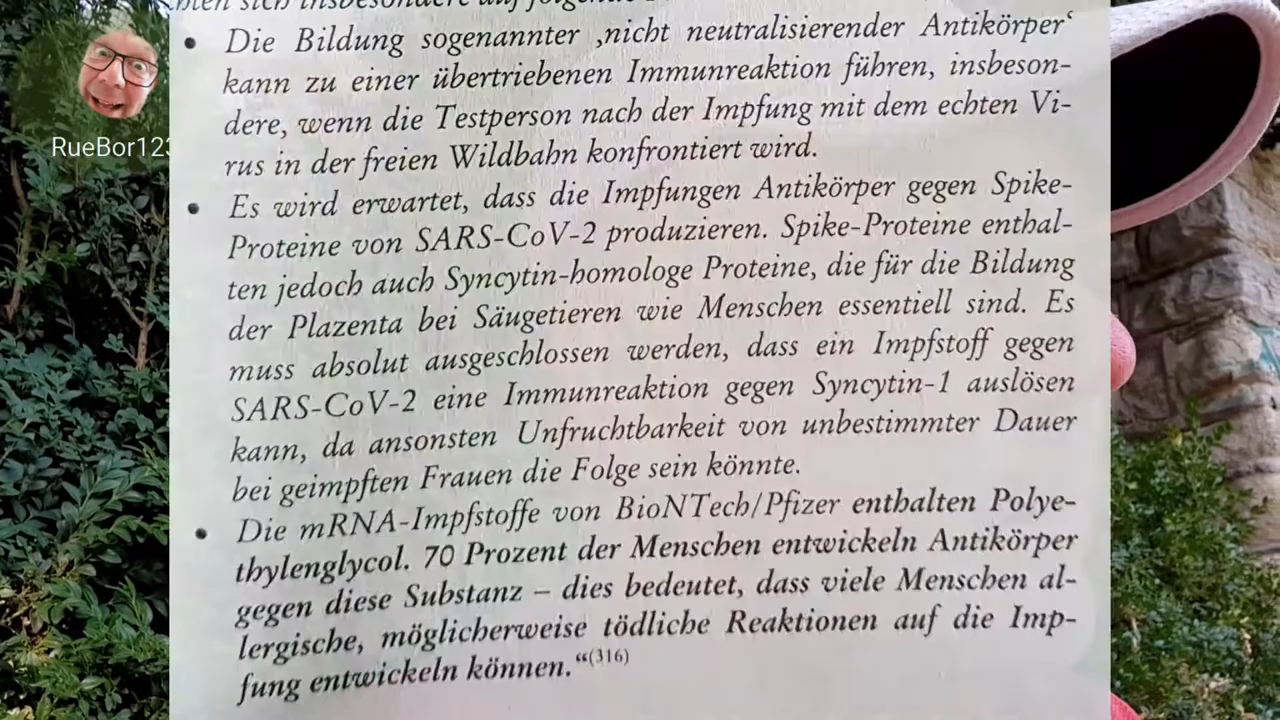 hten sich insbesondere auf folgende
• Die Bildung sogenannter ‚nicht neutralisierender Antikörper‘
kann zu einer übertriebenen Immunreaktion führen, insbeson-
dere, wenn die Testperson nach der Impfung mit dem echten Vi-
rus in der freien Wildbahn konfrontiert wird.
• Es wird erwartet, dass die Impfungen Antikörper gegen Spike-
Proteine von SARS-CoV-2 produzieren. Spike-Proteine enthal-
ten jedoch auch Syncytin-homologe Proteine, die für die Bildung
der Plazenta bei Säugetieren wie Menschen essentiell sind. Es
muss absolut ausgeschlossen werden, dass ein Impfstoff gegen
SARS-CoV-2 eine Immunreaktion gegen Syncytin-1 auslösen
kann, da ansonsten Unfruchtbarkeit von unbestimmter Dauer
bei geimpften Frauen die Folge sein könnte.
• Die mRNA-Impfstoffe von BioNTech/Pfizer enthalten Polye-
thylenglycol. 70 Prozent der Menschen entwickeln Antikörper
gegen diese Substanz – dies bedeutet, dass viele Menschen al-
lergische, möglicherweise tödliche Reaktionen auf die Imp-
fung entwickeln können.“(316)
RueBor123